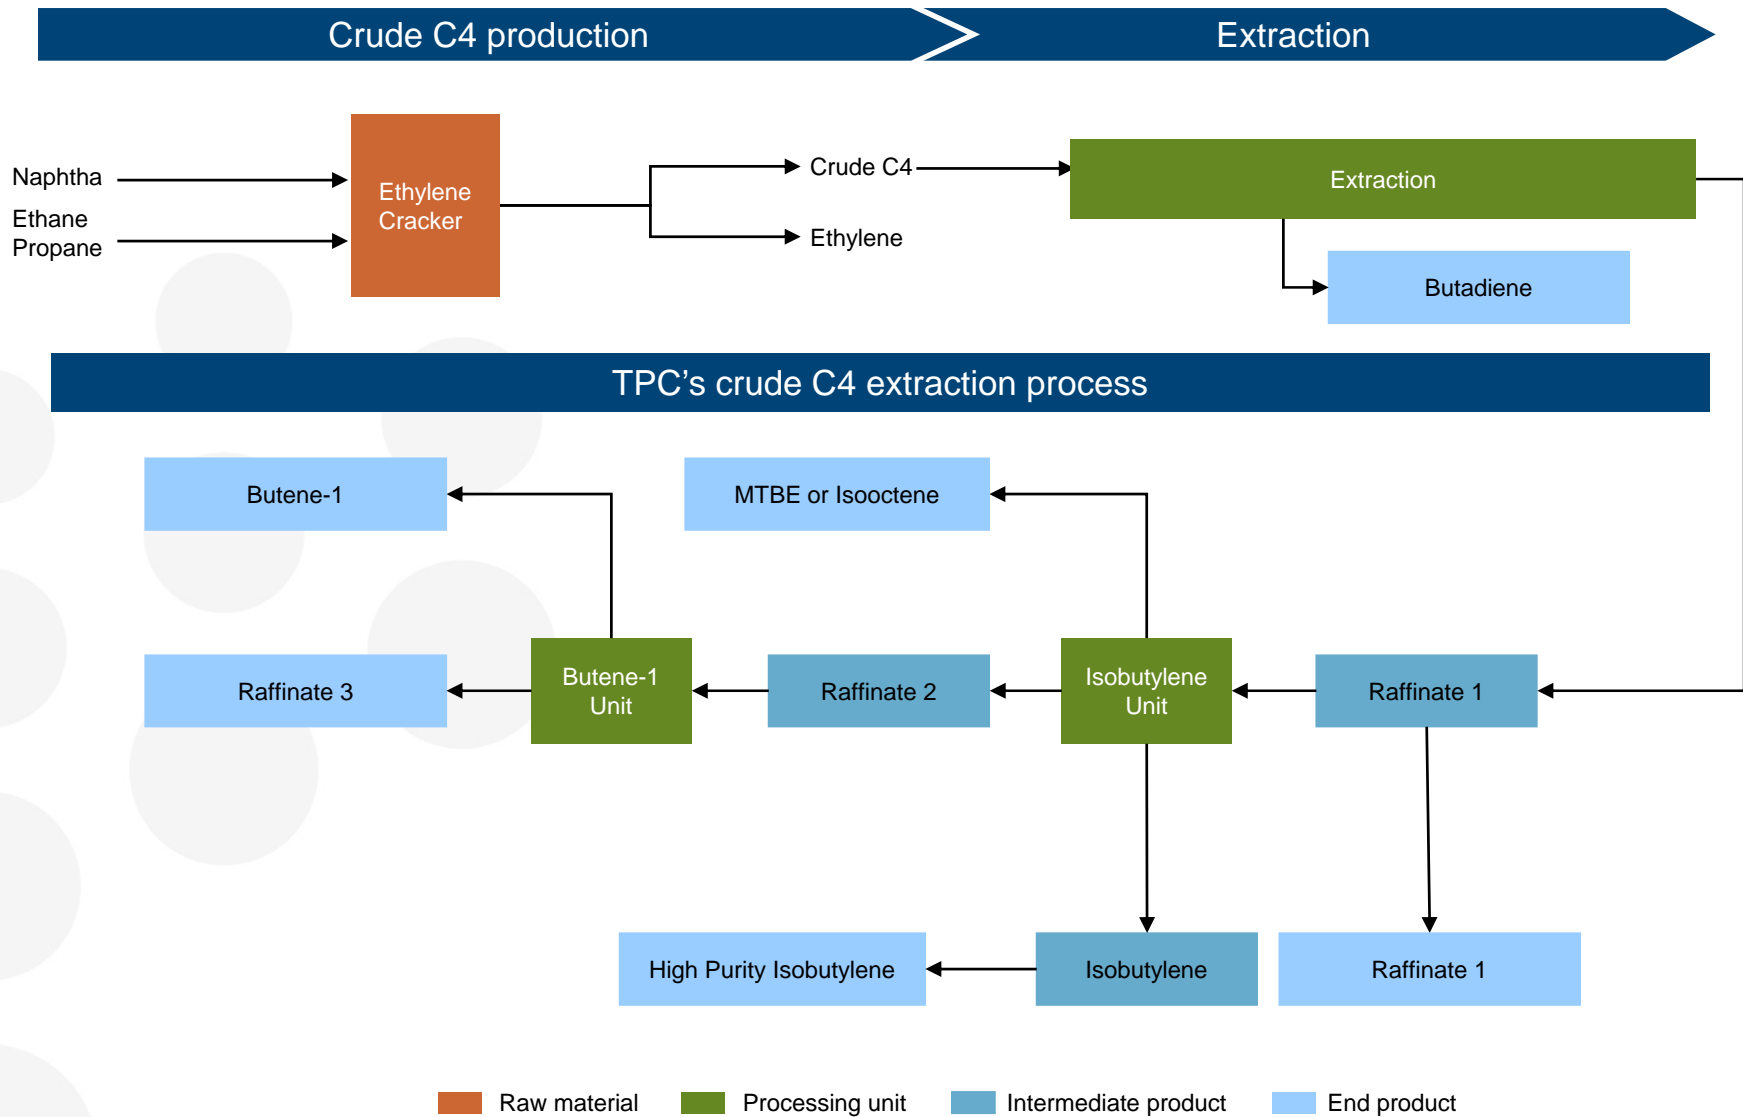 Crude C4 production
Extraction
Naphtha
Ethane
Propane
Ethylene
Cracker
Crude C4
Ethylene
Extraction
Butadiene
TPC’s crude C4 extraction process
Butene-1
MTBE or Isooctene
Raffinate 3
Butene-1
Unit
Raffinate 2
Isobutylene
Unit
Raffinate 1
High Purity Isobutylene
Isobutylene
Raffinate 1
Raw material
Processing unit
Intermediate product
End product